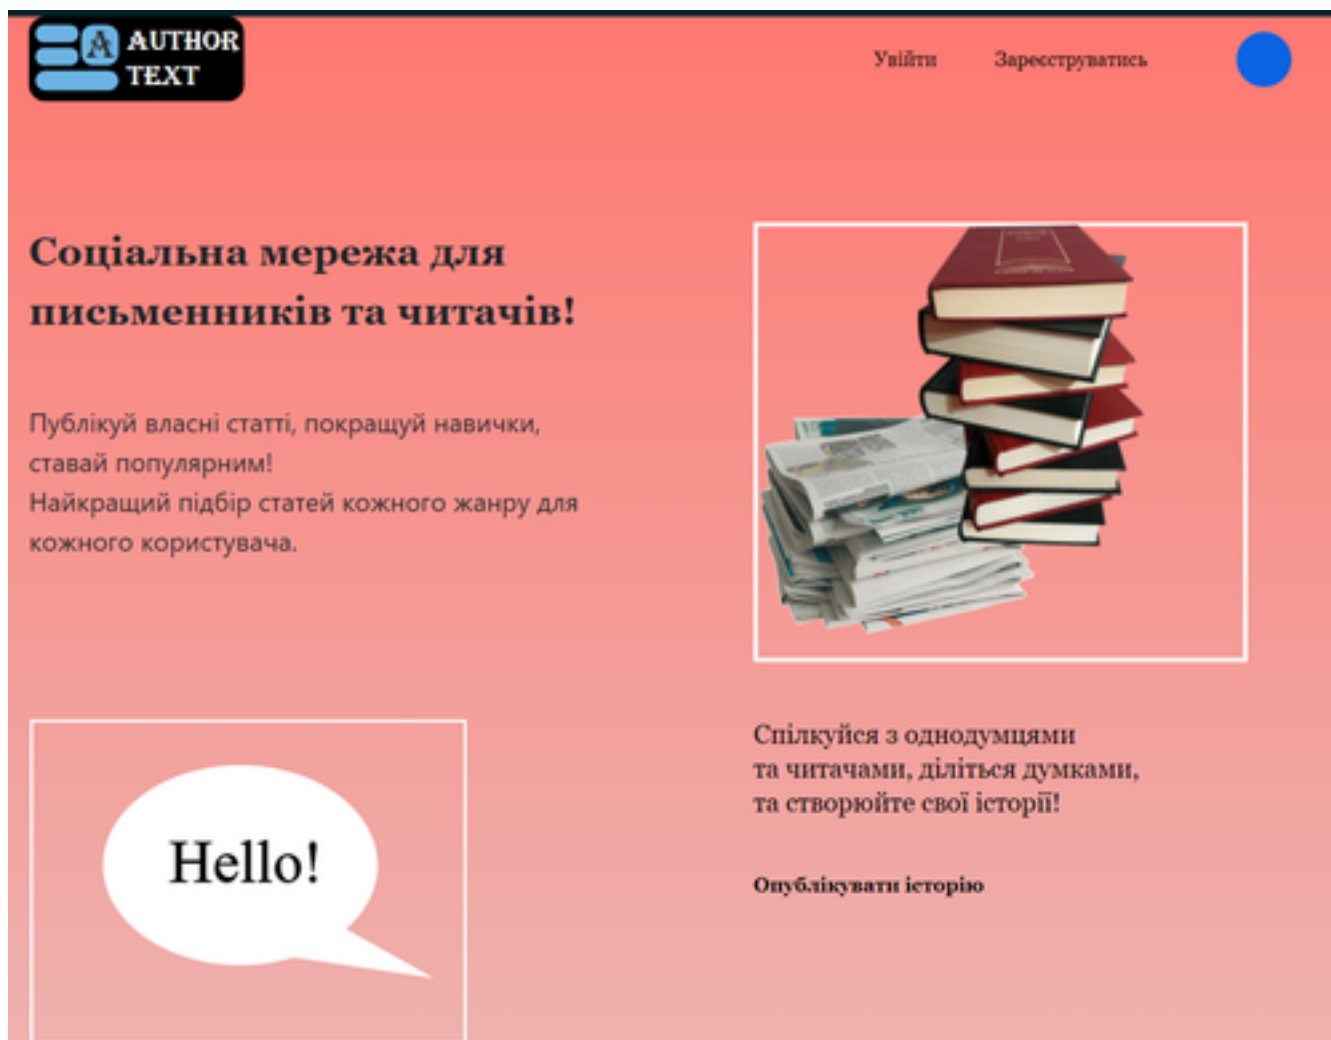 AUTHOR
TEXT
Увійти
Зареєструватись
Соціальна мережа для
письменників та читачів!
Публікуй власні статті, покращуй навички,
ставай популярним!
Найкращий підбір статей кожного жанру для
кожного користувача.
Спілкуйся з однодумцями
та читачами, діліться думками,
та створюйте свої історії!
Опублікувати історію
Hello!